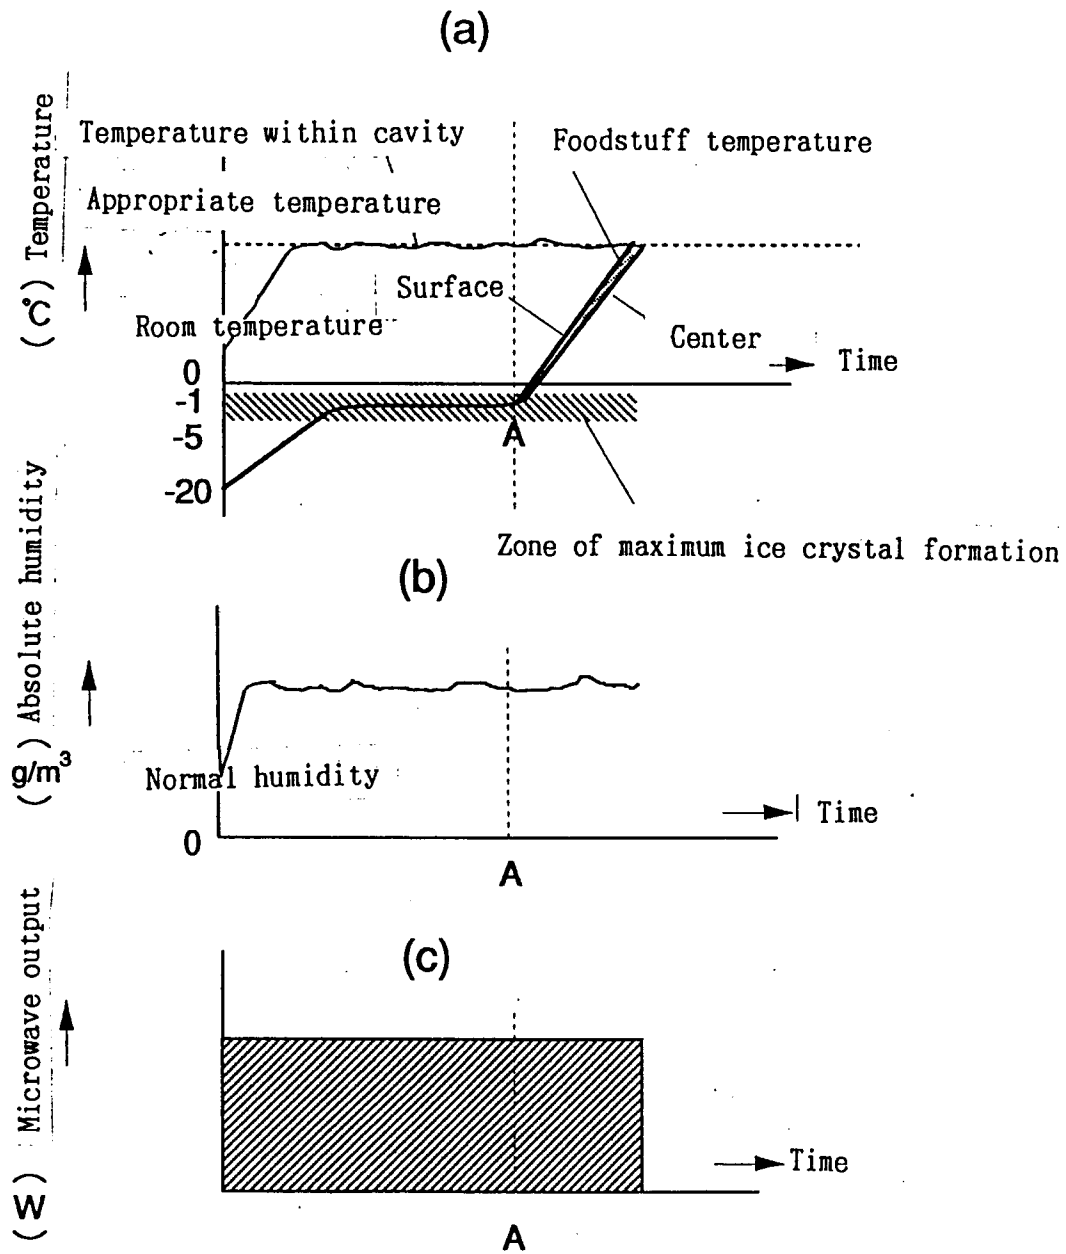 (a)
(℃) Temperature
Temperature within cavity
Foodstuff temperature
Appropriate temperature
Surface
Room temperature
Center
Time
0
-1
-5
A
-20
Zone of maximum ice crystal formation
(b)
(g/m³) Absolute humidity
Normal humidity
Time
0
A
(c)
(W) Microwave output
Time
A